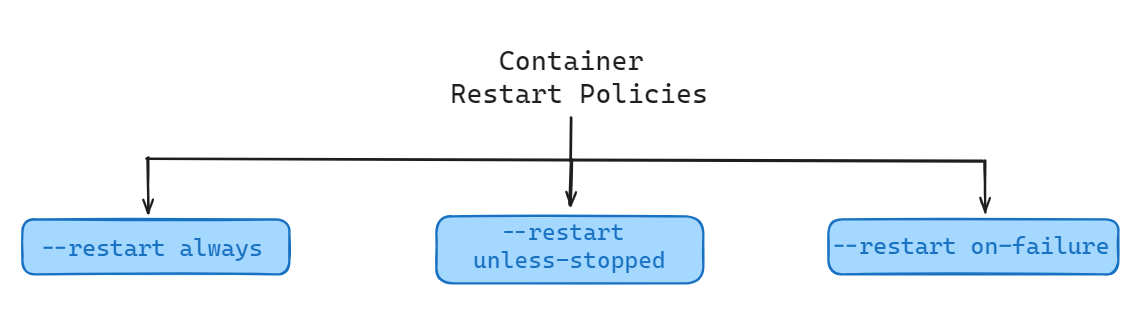 Container
Restart Policies
--restart always
--restart
unless-stopped
--restart on-failure